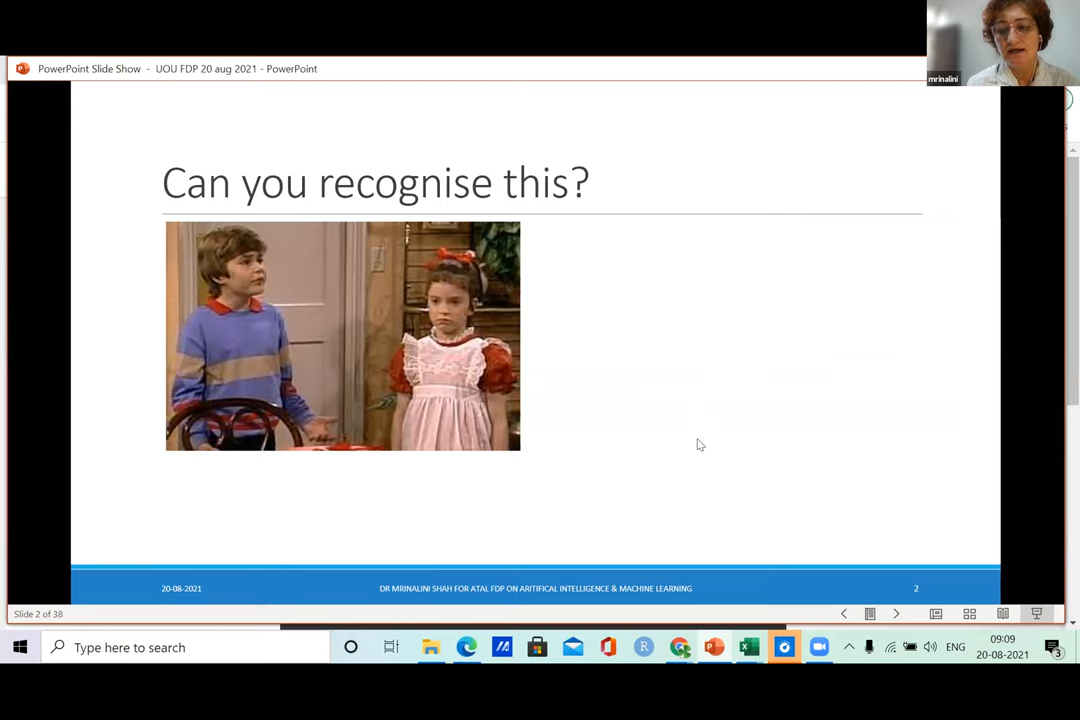 mrinalini
PowerPoint Slide Show - UOU FDP 20 aug 2021 - PowerPoint
Can you recognise this?
20-08-2021 DR MRINALINI SHAH FOR ATAL FDP ON ARITIFICAL INTELLIGENCE & MACHINE LEARNING 2
Slide 2 of 38
Type here to search
ENG
09:09
20-08-2021
3